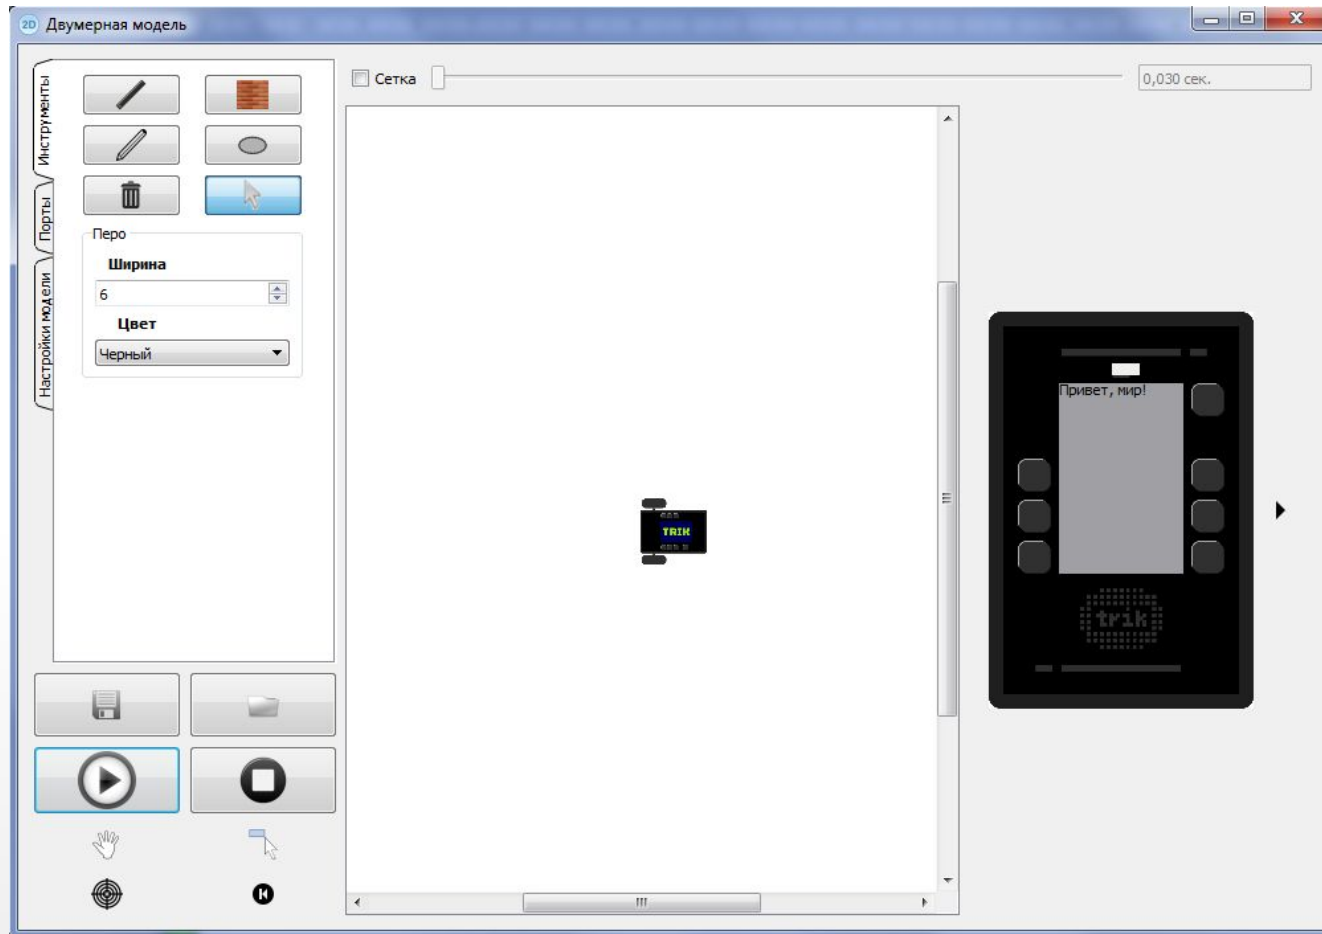 2D Двумерная модель
Инструменты
Порты
Настройки модели
Перо
Ширина
6
Цвет
Черный
Сетка
0,030 сек.
TRIK
Привет, мир!
trik